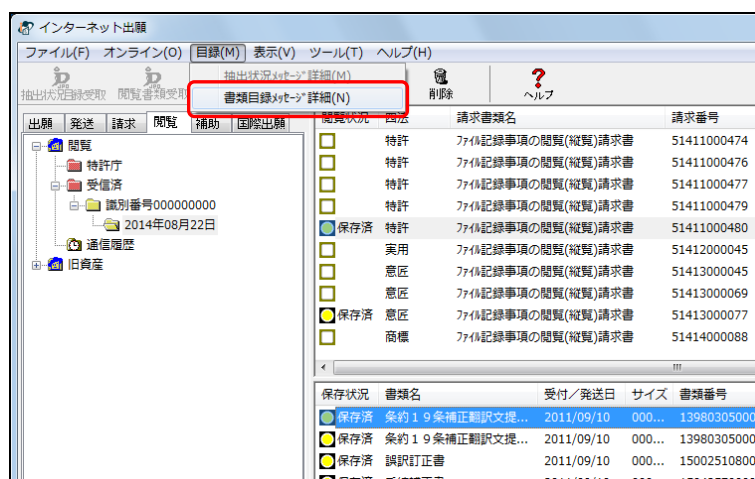 インターネット出願
ファイル(F) オンライン(O) 目録(M) 表示(V) ツール(T) ヘルプ(H)
抽出状況ﾒｯｾｰｼﾞ詳細(M)
書類目録ﾒｯｾｰｼﾞ詳細(N)
抽出状況目録受取 閲覧書類受取 削除 ヘルプ
出願 発送 請求 閲覧 補助 国際出願
閲覧
特許庁
受信済
識別番号000000000
2014年08月22日
通信履歴
旧資産
閲覧状況 四法 請求書類名 請求番号
特許 ﾌｧｲﾙ記録事項の閲覧(縦覧)請求書 51411000474
特許 ﾌｧｲﾙ記録事項の閲覧(縦覧)請求書 51411000476
特許 ﾌｧｲﾙ記録事項の閲覧(縦覧)請求書 51411000477
特許 ﾌｧｲﾙ記録事項の閲覧(縦覧)請求書 51411000479
保存済 特許 ﾌｧｲﾙ記録事項の閲覧(縦覧)請求書 51411000480
実用 ﾌｧｲﾙ記録事項の閲覧(縦覧)請求書 51412000045
意匠 ﾌｧｲﾙ記録事項の閲覧(縦覧)請求書 51413000045
意匠 ﾌｧｲﾙ記録事項の閲覧(縦覧)請求書 51413000069
保存済 意匠 ﾌｧｲﾙ記録事項の閲覧(縦覧)請求書 51413000077
商標 ﾌｧｲﾙ記録事項の閲覧(縦覧)請求書 51414000088
保存状況 書類名 受付／発送日 サイズ 書類番号
保存済 条約１９条補正翻訳文提... 2011/09/10 000... 13980305000
保存済 条約１９条補正翻訳文提... 2011/09/10 000... 13980305000
保存済 誤訳訂正書 2011/09/10 000... 15002510800